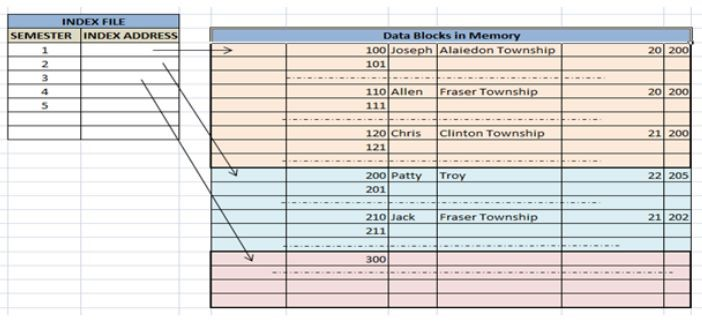 INDEX FILE
SEMESTER INDEX ADDRESS
1
2
3
4
5
Data Blocks in Memory
100 Joseph Alaiedon Township 20 200
101
110 Allen Fraser Township 20 200
111
120 Chris Clinton Township 21 200
121
200 Patty Troy 22 205
201
210 Jack Fraser Township 21 202
211
300